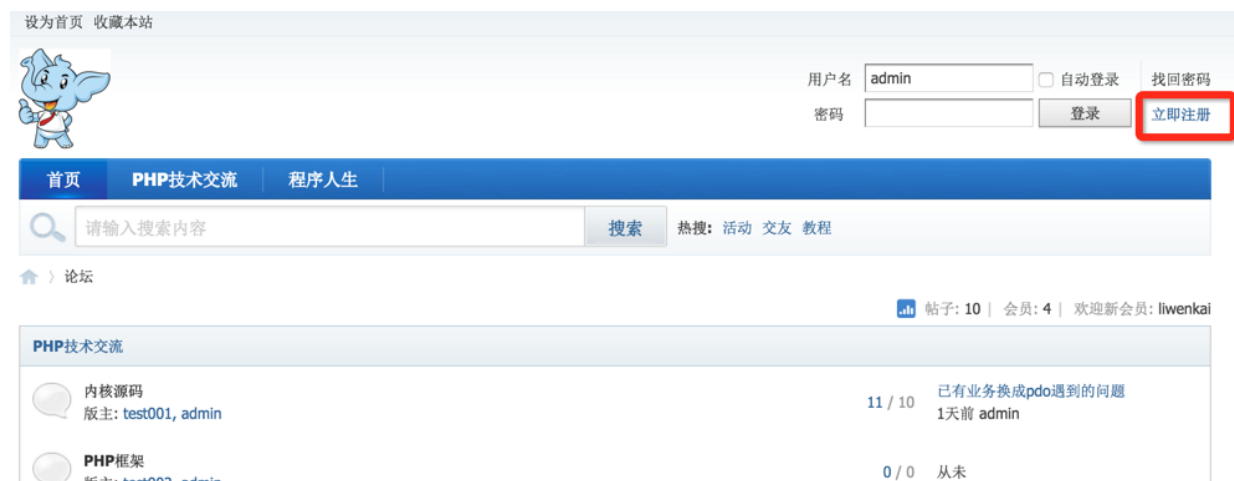 设为首页 收藏本站
用户名 admin 自动登录 找回密码
密码 登录 立即注册
首页 PHP技术交流 程序人生
请输入搜索内容 搜索 热搜: 活动 交友 教程
论坛
帖子: 10 | 会员: 4 | 欢迎新会员: liwenkai
PHP技术交流
内核源码
版主: test001, admin
11 / 10
已有业务换成pdo遇到的问题
1天前 admin
PHP框架
版主: test002, admin
0 / 0 从未